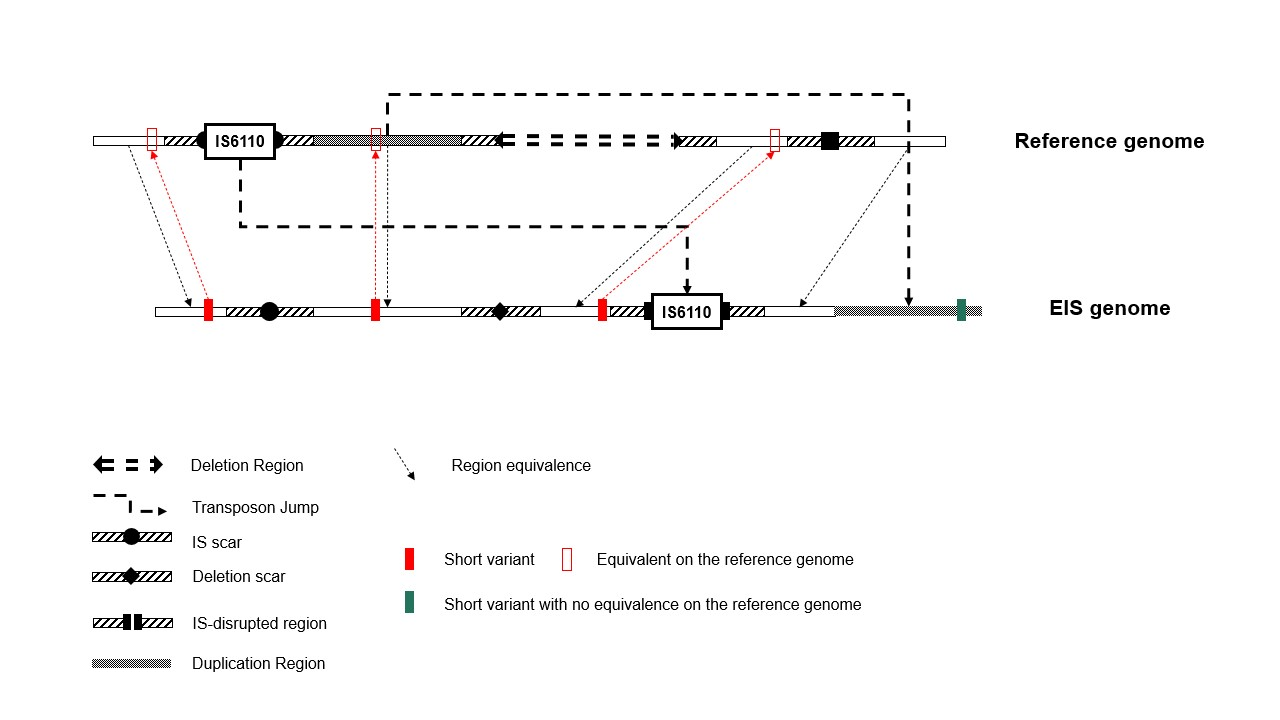 IS6110
Reference genome
IS6110
EIS genome
Deletion Region
Region equivalence
Transposon Jump
IS scar
Short variant
Equivalent on the reference genome
Deletion scar
Short variant with no equivalence on the reference genome
IS-disrupted region
Duplication Region